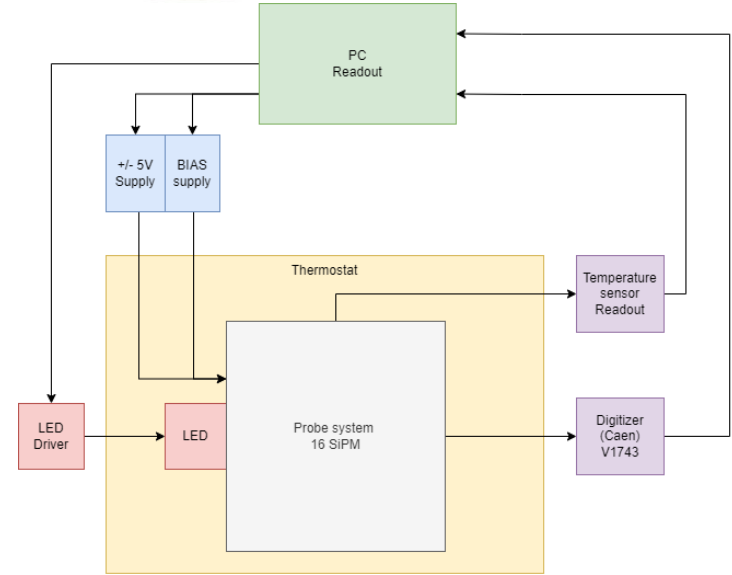 PC
Readout
+/- 5V
Supply
BIAS
supply
Thermostat
Temperature
sensor
Readout
LED
Driver
LED
Probe system
16 SiPM
Digitizer
(Caen)
V1743